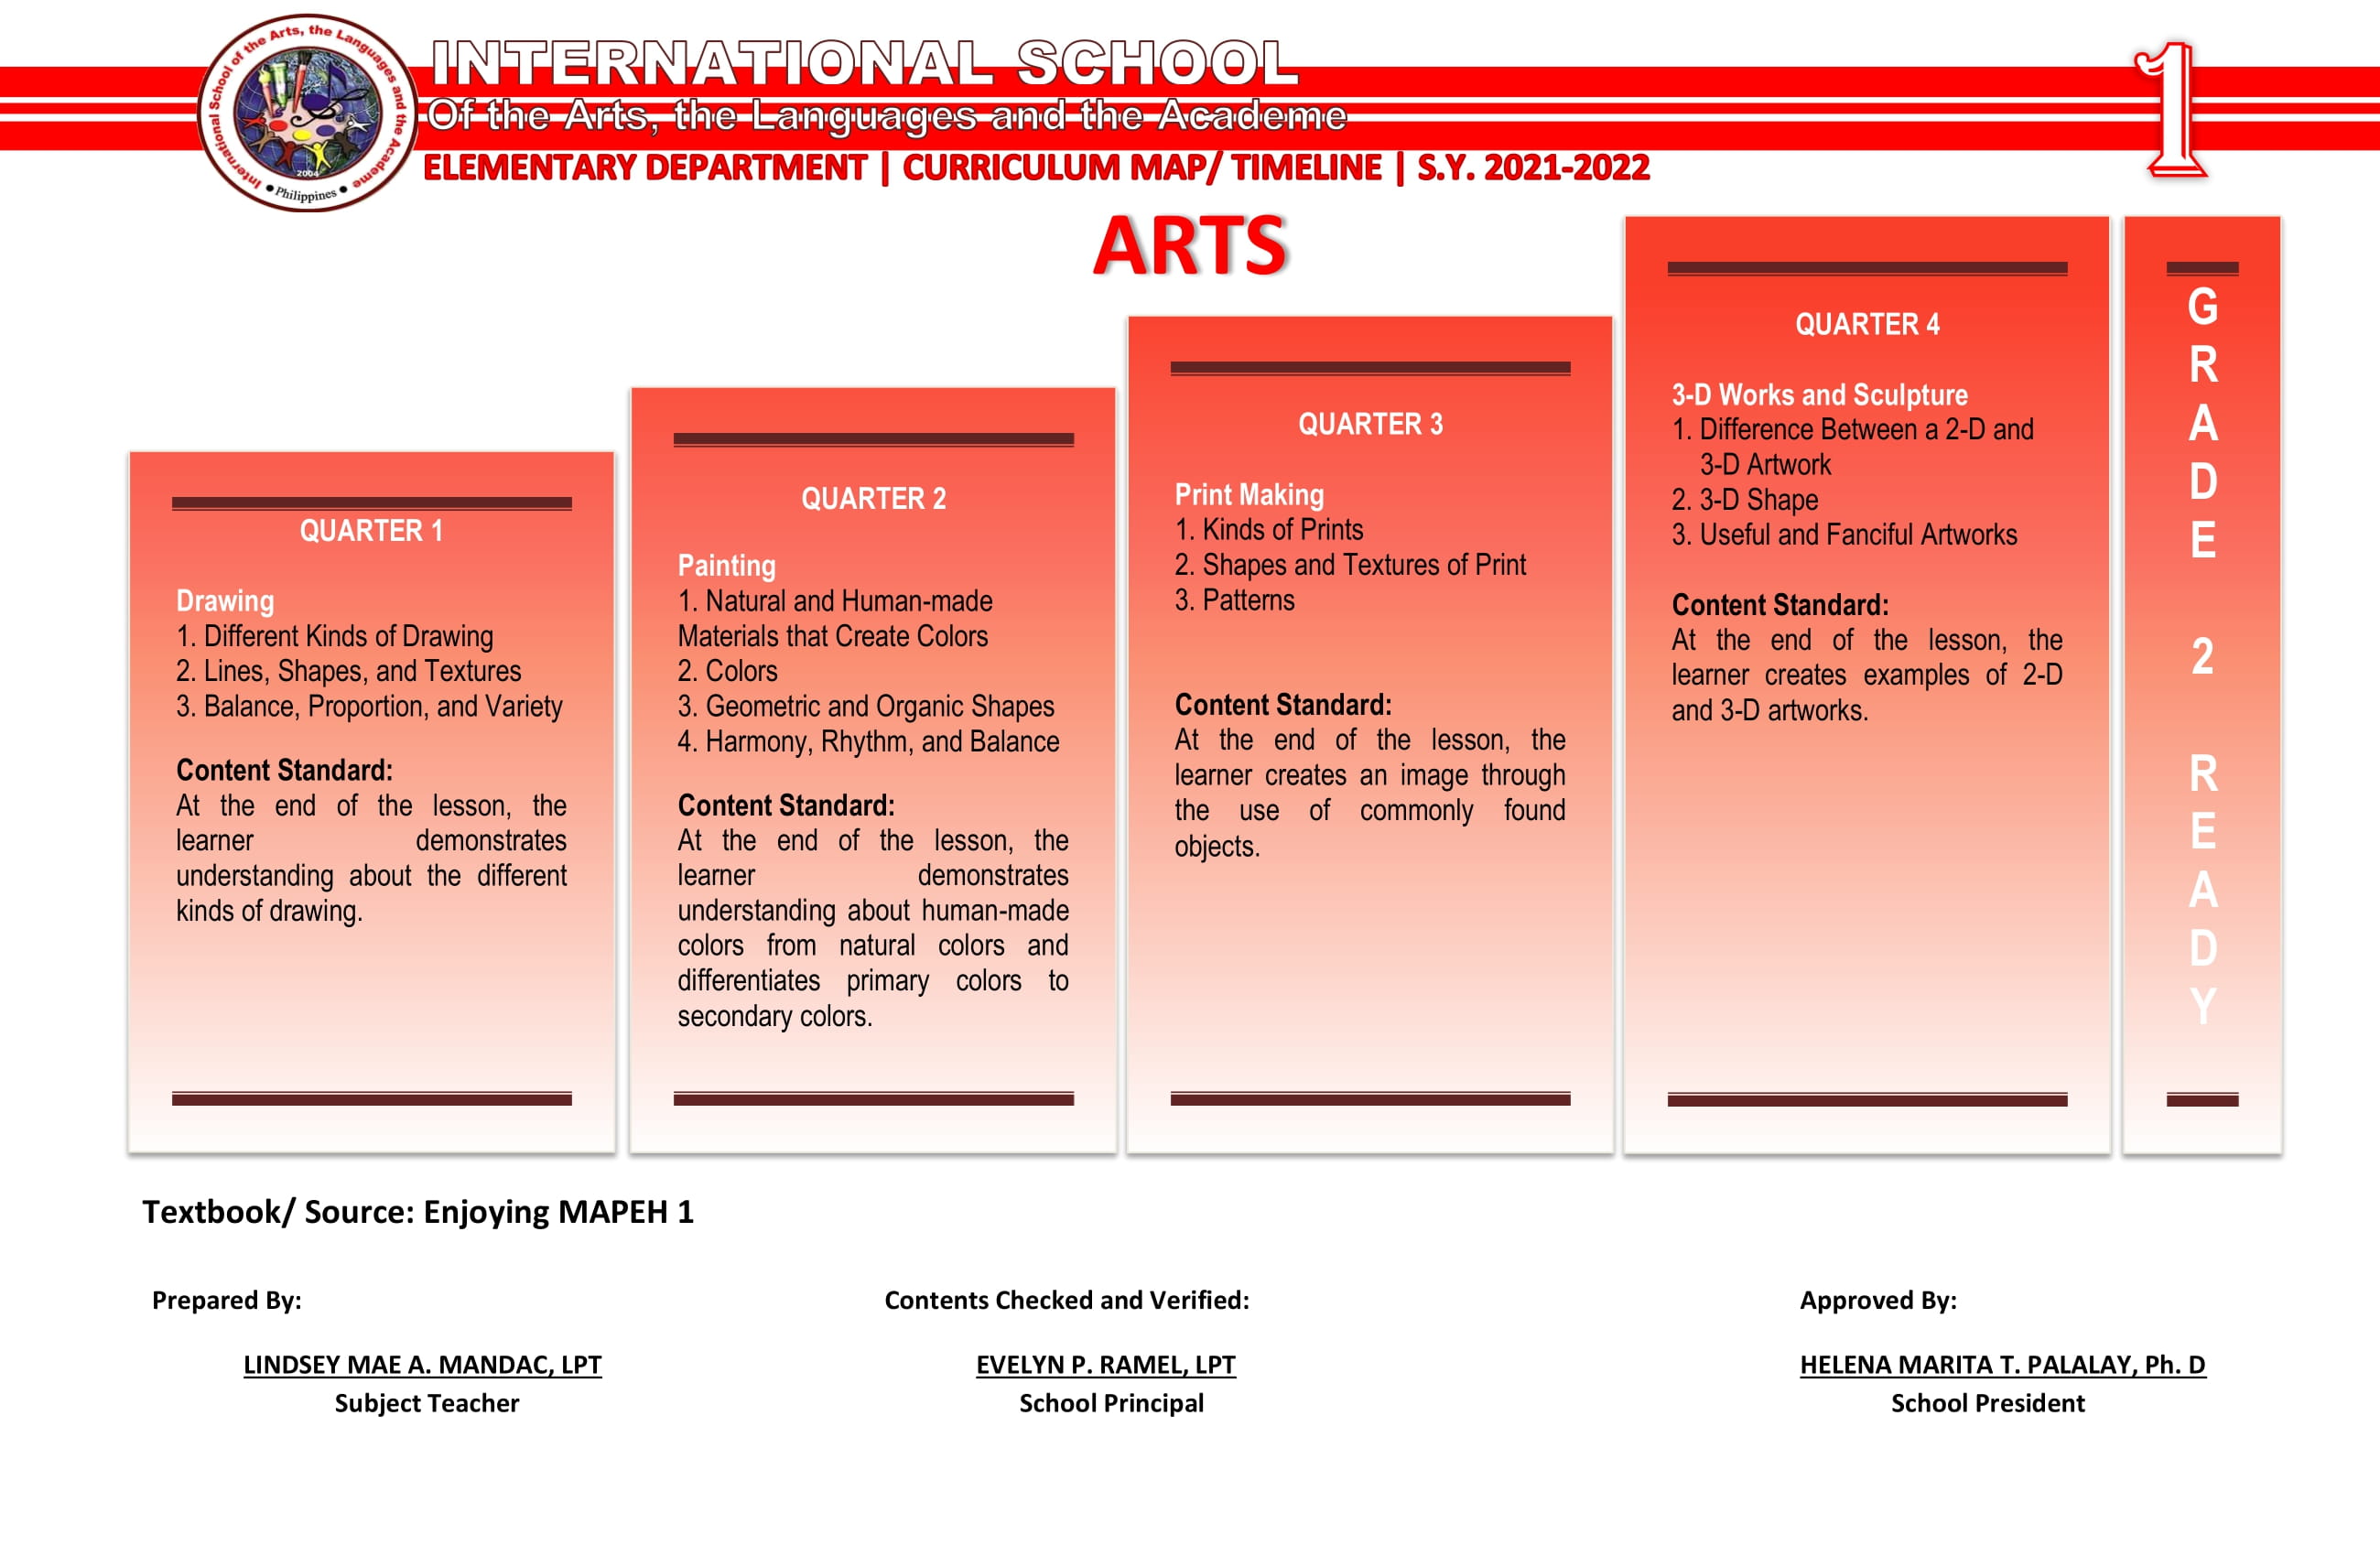 International School of the Arts, the Languages and the Academe
2004
Philippines
INTERNATIONAL SCHOOL
Of the Arts, the Languages and the Academe
ELEMENTARY DEPARTMENT | CURRICULUM MAP/ TIMELINE | S.Y. 2021-2022
1
ARTS
QUARTER 1
Drawing
1. Different Kinds of Drawing
2. Lines, Shapes, and Textures
3. Balance, Proportion, and Variety
Content Standard:
At the end of the lesson, the
learner demonstrates
understanding about the different
kinds of drawing.
QUARTER 2
Painting
1. Natural and Human-made
Materials that Create Colors
2. Colors
3. Geometric and Organic Shapes
4. Harmony, Rhythm, and Balance
Content Standard:
At the end of the lesson, the
learner demonstrates
understanding about human-made
colors from natural colors and
differentiates primary colors to
secondary colors.
QUARTER 3
Print Making
1. Kinds of Prints
2. Shapes and Textures of Print
3. Patterns
Content Standard:
At the end of the lesson, the
learner creates an image through
the use of commonly found
objects.
QUARTER 4
3-D Works and Sculpture
1. Difference Between a 2-D and
3-D Artwork
2. 3-D Shape
3. Useful and Fanciful Artworks
Content Standard:
At the end of the lesson, the
learner creates examples of 2-D
and 3-D artworks.
G
R
A
D
E
2
R
E
A
D
Y
Textbook/ Source: Enjoying MAPEH 1
Prepared By:
LINDSEY MAE A. MANDAC, LPT
Subject Teacher
Contents Checked and Verified:
EVELYN P. RAMEL, LPT
School Principal
Approved By:
HELENA MARITA T. PALALAY, Ph. D
School President